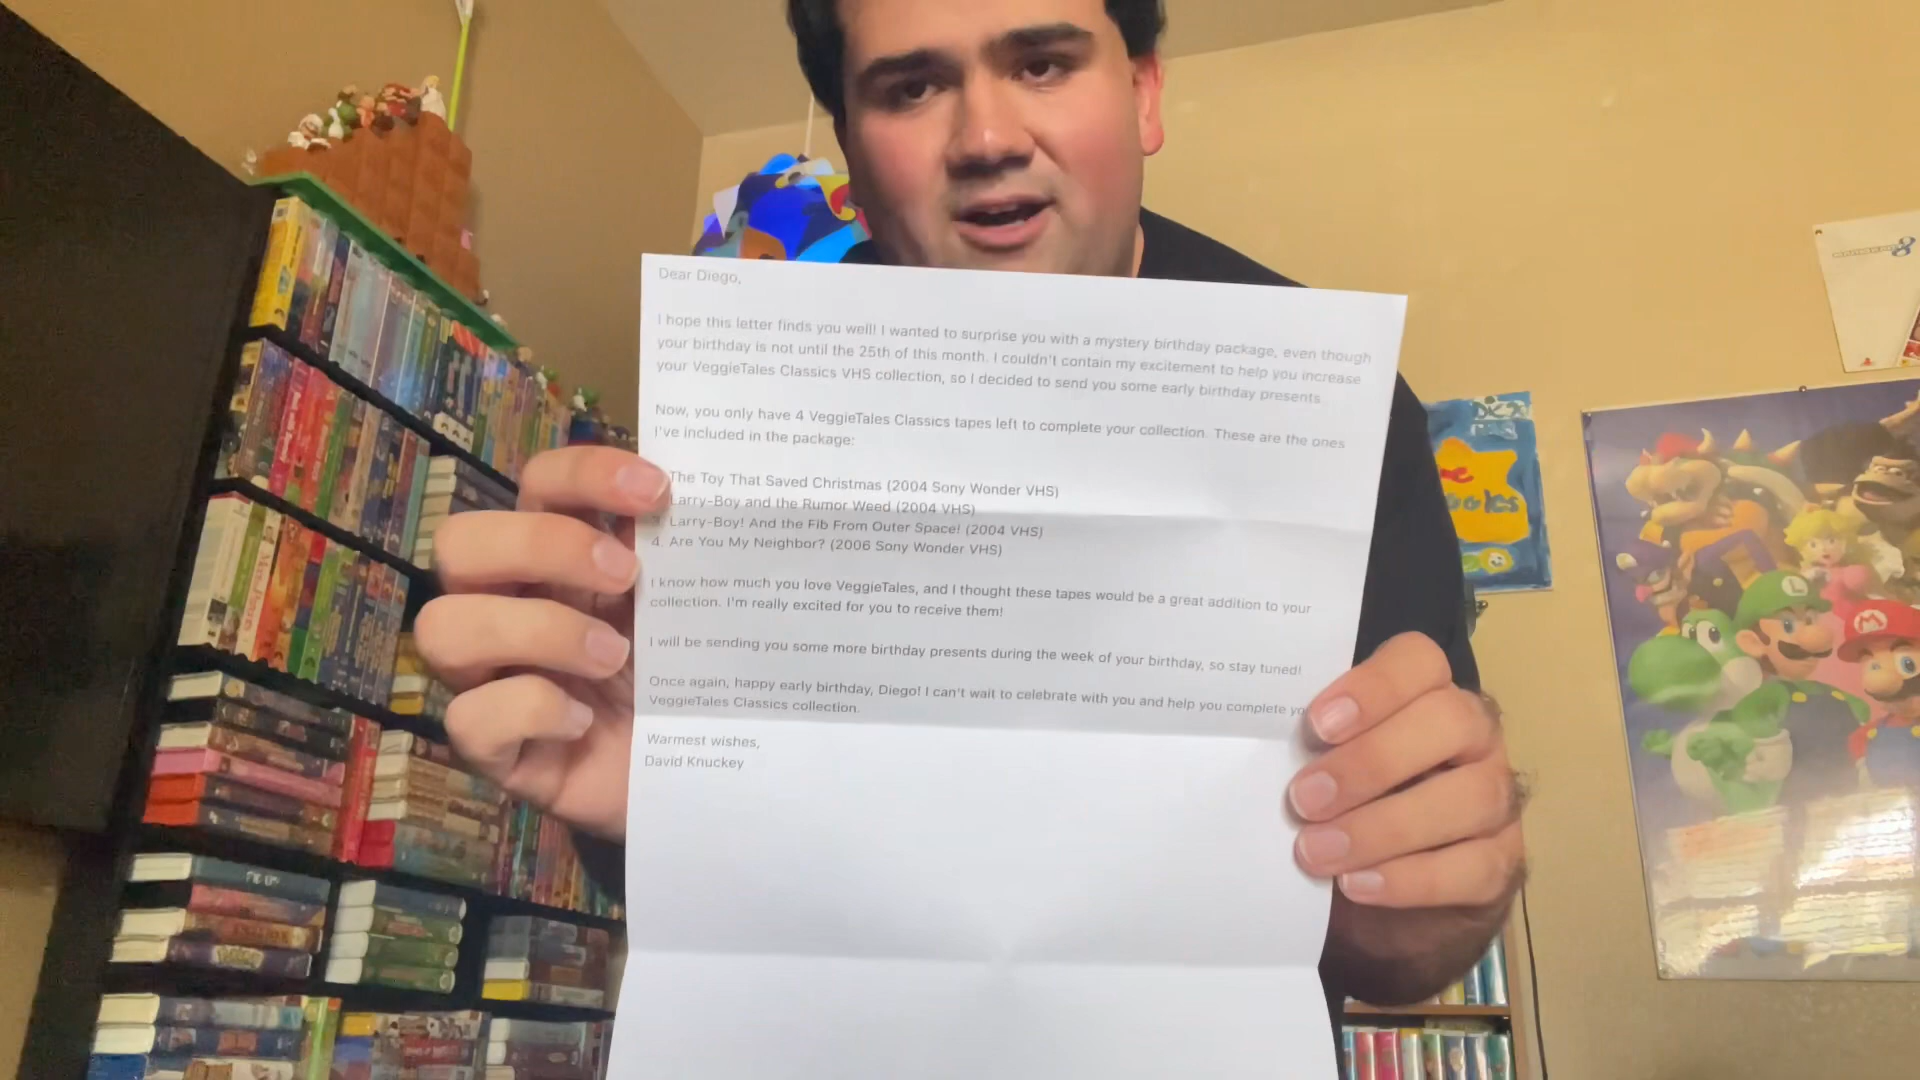 Dear Diego,
I hope this letter finds you well! I wanted to surprise you with a mystery birthday package, even though
your birthday is not until the 25th of this month. I couldn't contain my excitement to help you increase
your VeggieTales Classics VHS collection, so I decided to send you some early birthday presents.
Now, you only have 4 VeggieTales Classics tapes left to complete your collection. These are the ones
I've included in the package:
The Toy That Saved Christmas (2004 Sony Wonder VHS)
Larry-Boy and the Rumor Weed (2004 VHS)
3. Larry-Boy! And the Fib From Outer Space! (2004 VHS)
4. Are You My Neighbor? (2006 Sony Wonder VHS)
I know how much you love VeggieTales, and I thought these tapes would be a great addition to your
collection. I'm really excited for you to receive them!
I will be sending you some more birthday presents during the week of your birthday, so stay tuned!
Once again, happy early birthday, Diego! I can't wait to celebrate with you and help you complete yo
VeggieTales Classics collection.
Warmest wishes,
David Knuckey
8
L
M